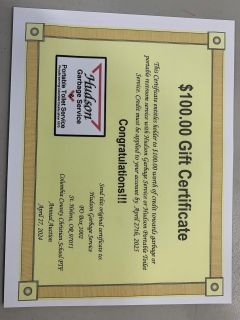 $100.00 Gift Certificate
This Certificate entitles holder to $100.00 worth of credit towards garbage or
portable restroom service with Hudson Garbage Service or Hudson Portable Toilet
Service. Credit must be applied to your account by April 27th, 2025
Congratulations!!!
Hudson
Garbage Service
Portable Toilet Service
Send this original certificate to:
Hudson Garbage Service
PO Box 1002
St. Helens, OR 97051
Columbia County Christian School PTF
Annual Auction
April 27, 2024